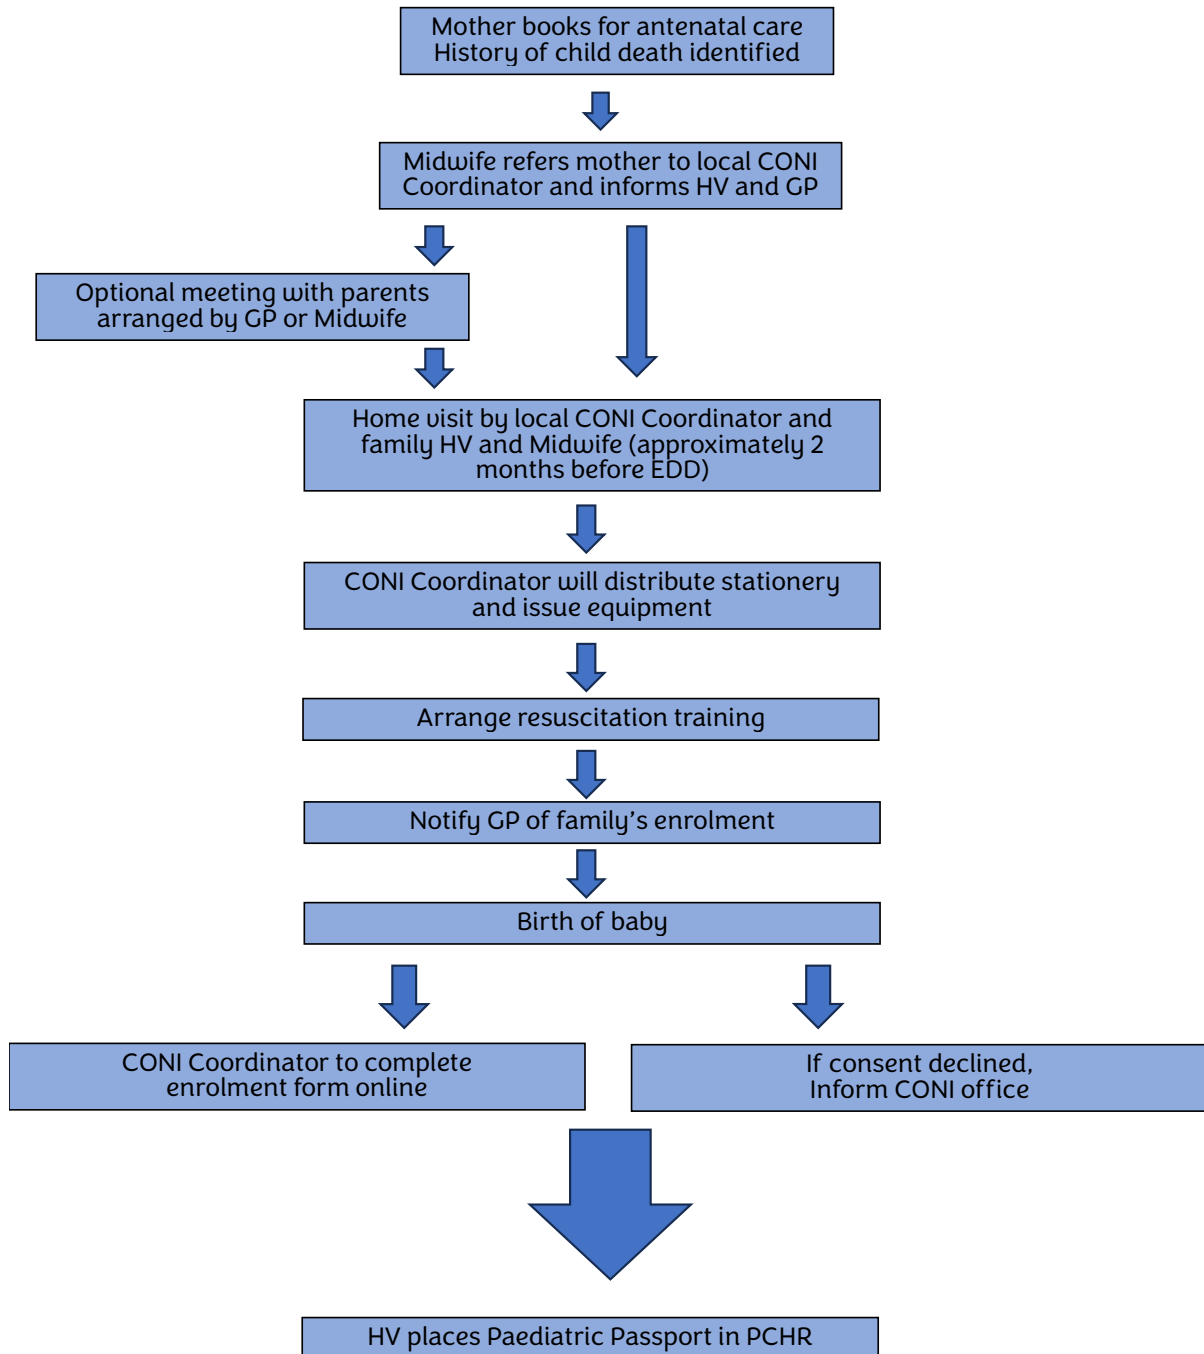 Mother books for antenatal care
History of child death identified
Midwife refers mother to local CONI
Coordinator and informs HV and GP
Optional meeting with parents
arranged by GP or Midwife
Home visit by local CONI Coordinator and
family HV and Midwife (approximately 2
months before EDD)
CONI Coordinator will distribute stationery
and issue equipment
Arrange resuscitation training
Notify GP of family’s enrolment
Birth of baby
CONI Coordinator to complete
enrolment form online
If consent declined,
Inform CONI office
HV places Paediatric Passport in PCHR